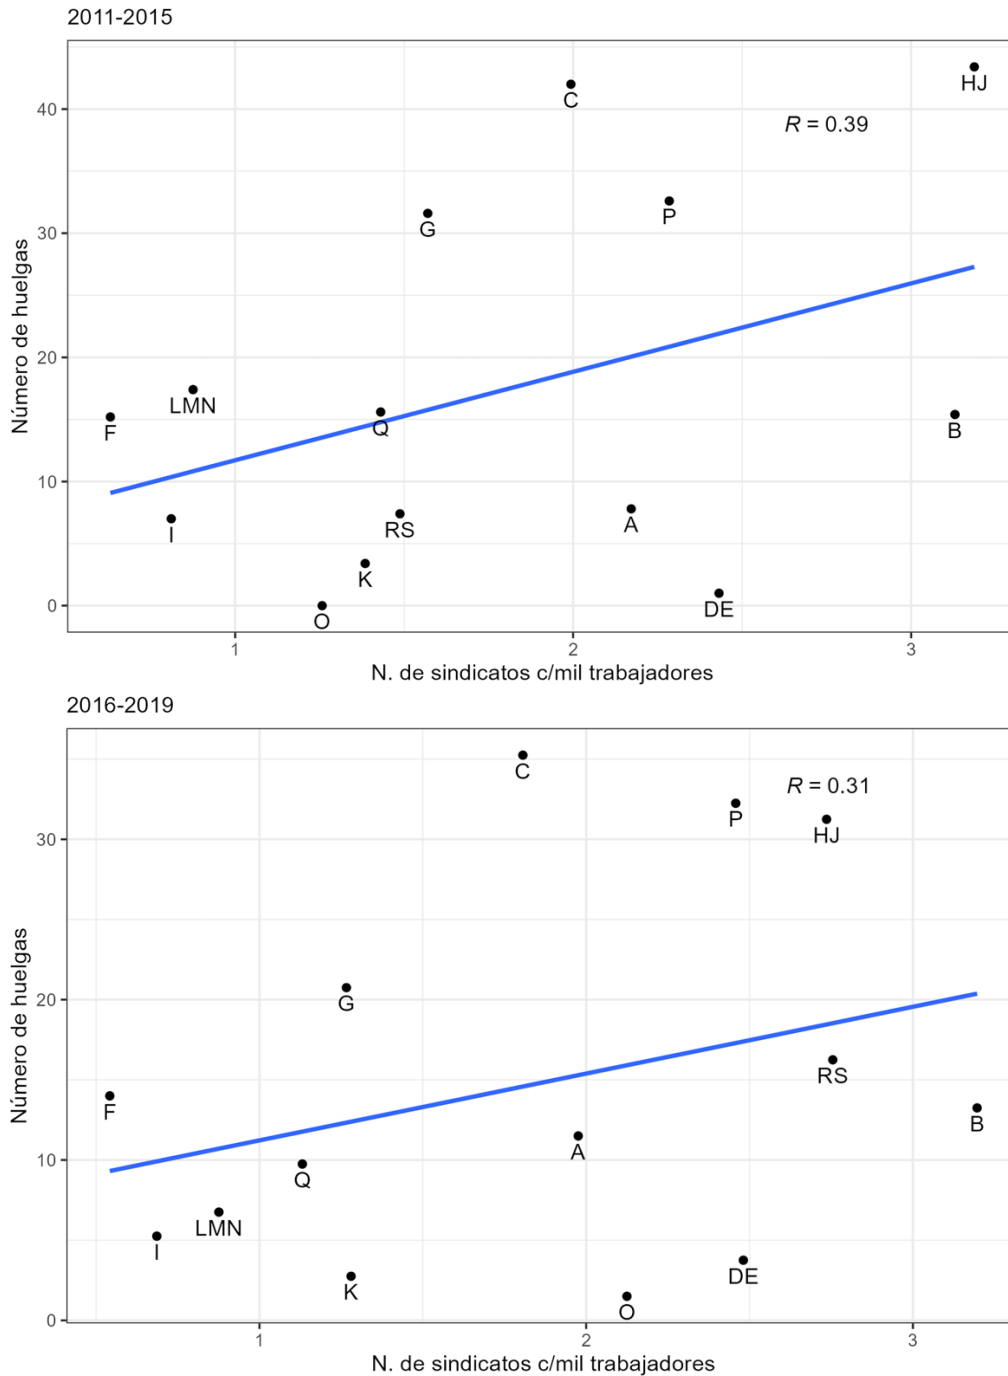 2011-2015
Número de huelgas
40
30
20
10
0
C
HJ
R = 0.39
G
P
LMN
F
Q
B
I
RS
A
K
DE
O
1
2
3
N. de sindicatos c/mil trabajadores
2016-2019
Número de huelgas
30
20
10
0
C
R = 0.31
P
HJ
G
RS
F
B
A
Q
LMN
I
DE
K
O
1
2
3
N. de sindicatos c/mil trabajadores